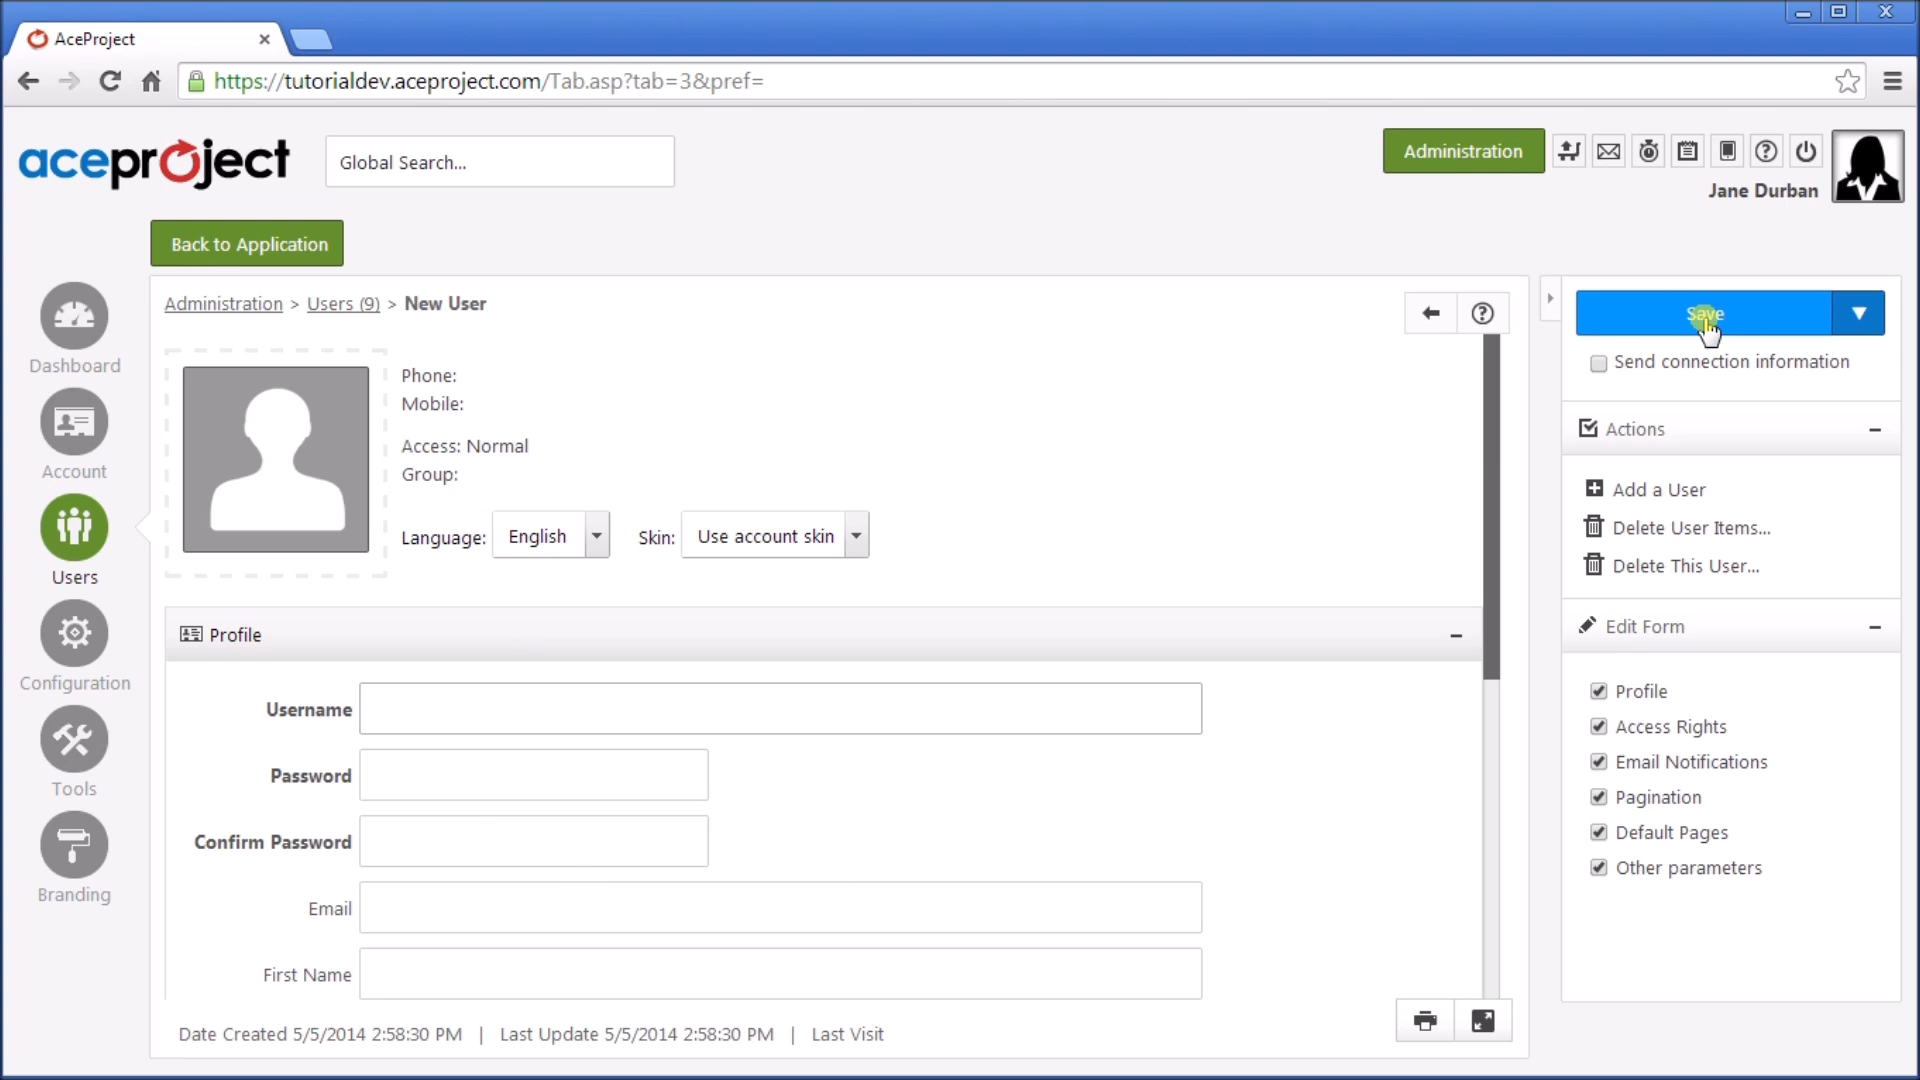 AceProject
https://tutorialdev.aceproject.com/Tab.asp?tab=3&pref=
aceproject
Global Search...
Administration
Jane Durban
Back to Application
Dashboard
Account
Users
Configuration
Tools
Branding
Administration > Users (9) > New User
Phone:
Mobile:
Access: Normal
Group:
Language: English Skin: Use account skin
Profile
Username
Password
Confirm Password
Email
First Name
Date Created 5/5/2014 2:58:30 PM | Last Update 5/5/2014 2:58:30 PM | Last Visit
Save
Send connection information
Actions
Add a User
Delete User Items...
Delete This User...
Edit Form
Profile
Access Rights
Email Notifications
Pagination
Default Pages
Other parameters